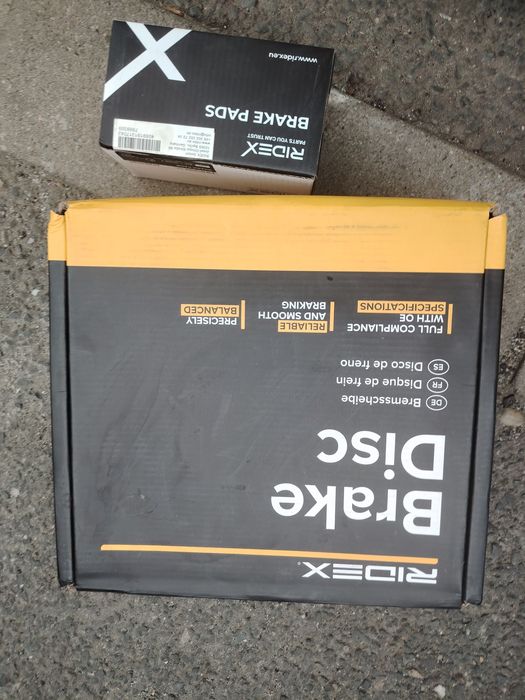 RIDEX
Brake
Disc
DE Bremsscheibe
FR Disque de frein
ES Disco de freno
FULL COMPLIANCE
WITH OE
SPECIFICATIONS
RELIABLE
AND SMOOTH
BRAKING
PRECISELY
BALANCED
RIDEX
PARTS YOU CAN TRUST
BRAKE PADS
www.ridex.eu